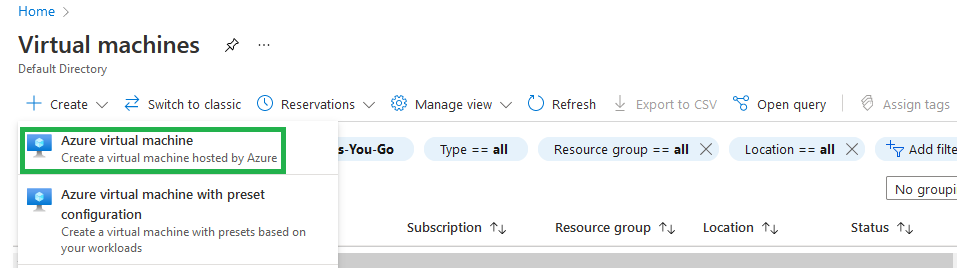 Home
Virtual machines
Default Directory
Create
Switch to classic
Reservations
Manage view
Refresh
Export to CSV
Open query
Assign tags
Azure virtual machine
Create a virtual machine hosted by Azure
Azure virtual machine with preset
configuration
Create a virtual machine with presets based on
your workloads
s-You-Go
Type == all
Resource group == all
Location == all
Add filte
No groupi
Subscription
Resource group
Location
Status